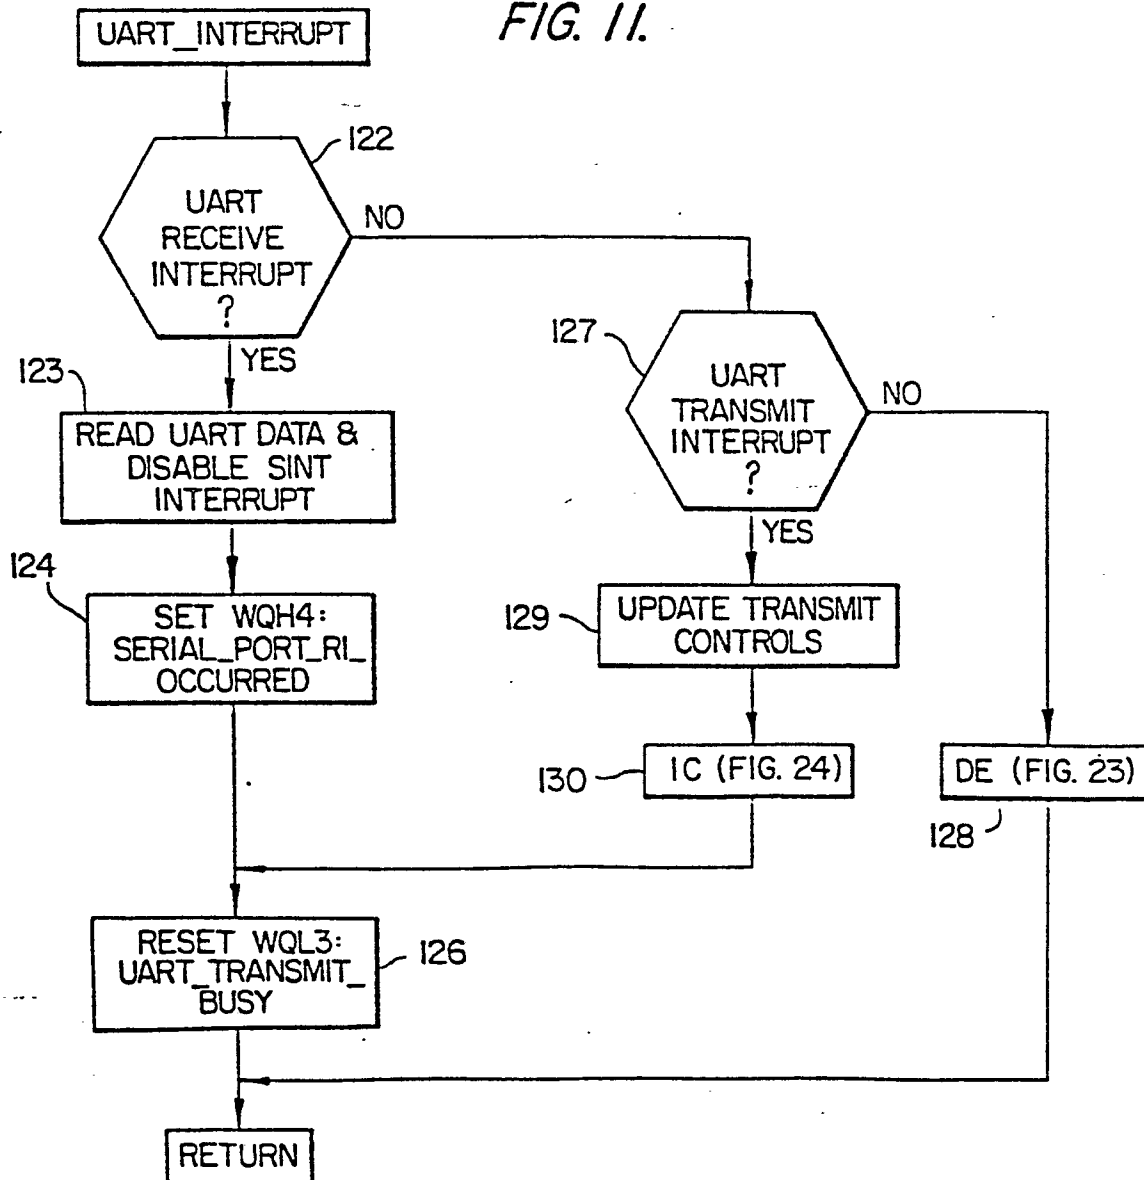 FIG. 11.
UART_INTERRUPT
122
UART
RECEIVE
INTERRUPT
?
NO
YES
123
READ UART DATA &
DISABLE SINT
INTERRUPT
124
SET WQH4:
SERIAL_PORT_RI_
OCCURRED
127
UART
TRANSMIT
INTERRUPT
?
NO
YES
129
UPDATE TRANSMIT
CONTROLS
130
IC (FIG. 24)
DE (FIG. 23)
128
RESET WQL3:
UART_TRANSMIT_
BUSY
126
RETURN